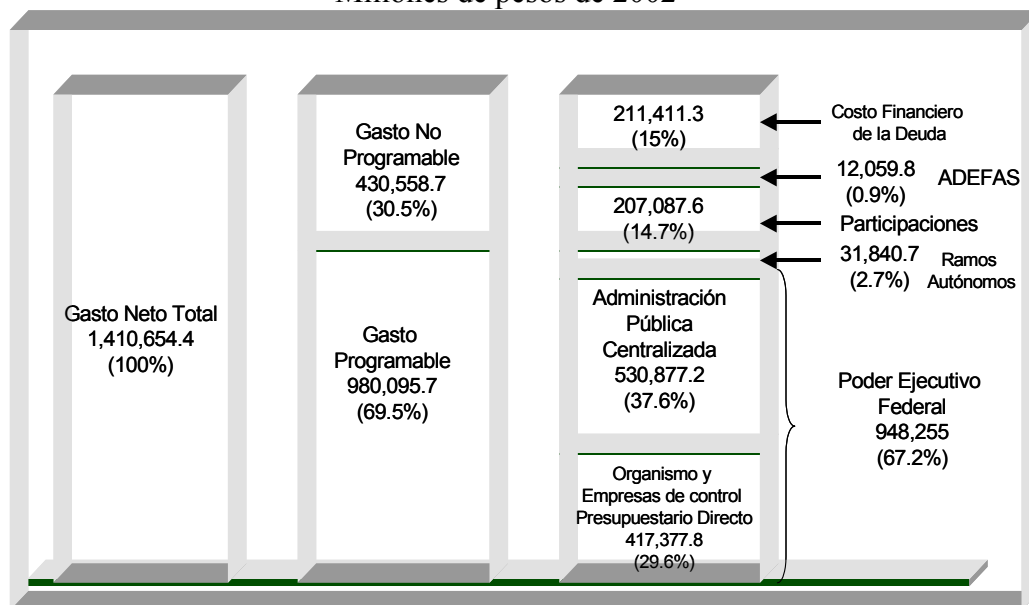 Millones de pesos de 2002
Gasto Neto Total
1,410,654.4
(100%)
Gasto No
Programable
430,558.7
(30.5%)
Gasto
Programable
980,095.7
(69.5%)
211,411.3
(15%)
207,087.6
(14.7%)
Administración
Pública
Centralizada
530,877.2
(37.6%)
Organismo y
Empresas de control
Presupuestario Directo
417,377.8
(29.6%)
Costo Financiero
de la Deuda
12,059.8 ADEFAS
(0.9%)
Participaciones
31,840.7 Ramos
(2.7%) Autónomos
Poder Ejecutivo
Federal
948,255
(67.2%)